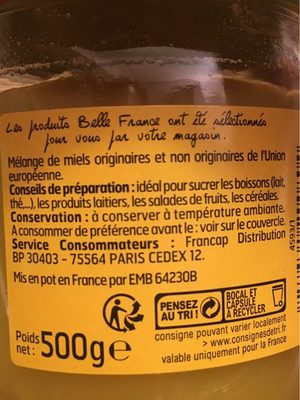 Les produits Belle France ont été sélectionnés
pour vous par votre magasin.
Mélange de miels originaires et non originaires de l'Union
européenne.
Conseils de préparation : idéal pour sucrer les boissons (lait,
thé,...), les produits laitiers, les salades de fruits, les céréales.
Conservation : à conserver à température ambiante.
A consommer de préférence avant le : voir sur le couvercle.
Service Consommateurs : Francap Distribution
BP 30403 - 75564 PARIS CEDEX 12.
Mis en pot en France par EMB 64230B
PENSEZ
AU TRI !
BOCAL ET
CAPSULE
À RECYCLER
consigne pouvant varier localement
> www.consignesdetri.fr
valable uniquement pour la France
Poids
net : 500g e
4593/1